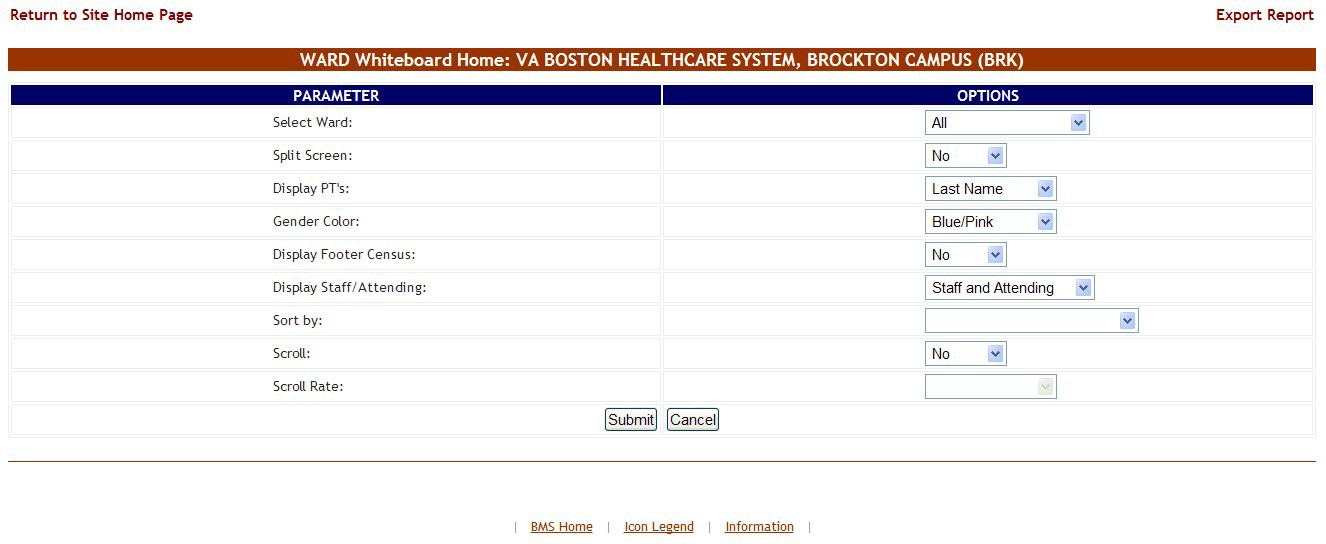 Return to Site Home Page Export Report
WARD Whiteboard Home: VA BOSTON HEALTHCARE SYSTEM, BROCKTON CAMPUS (BRK)
PARAMETER OPTIONS
Select Ward: All
Split Screen: No
Display PT's: Last Name
Gender Color: Blue/Pink
Display Footer Census: No
Display Staff/Attending: Staff and Attending
Sort by:
Scroll: No
Scroll Rate:
Submit Cancel
| BMS Home | Icon Legend | Information |